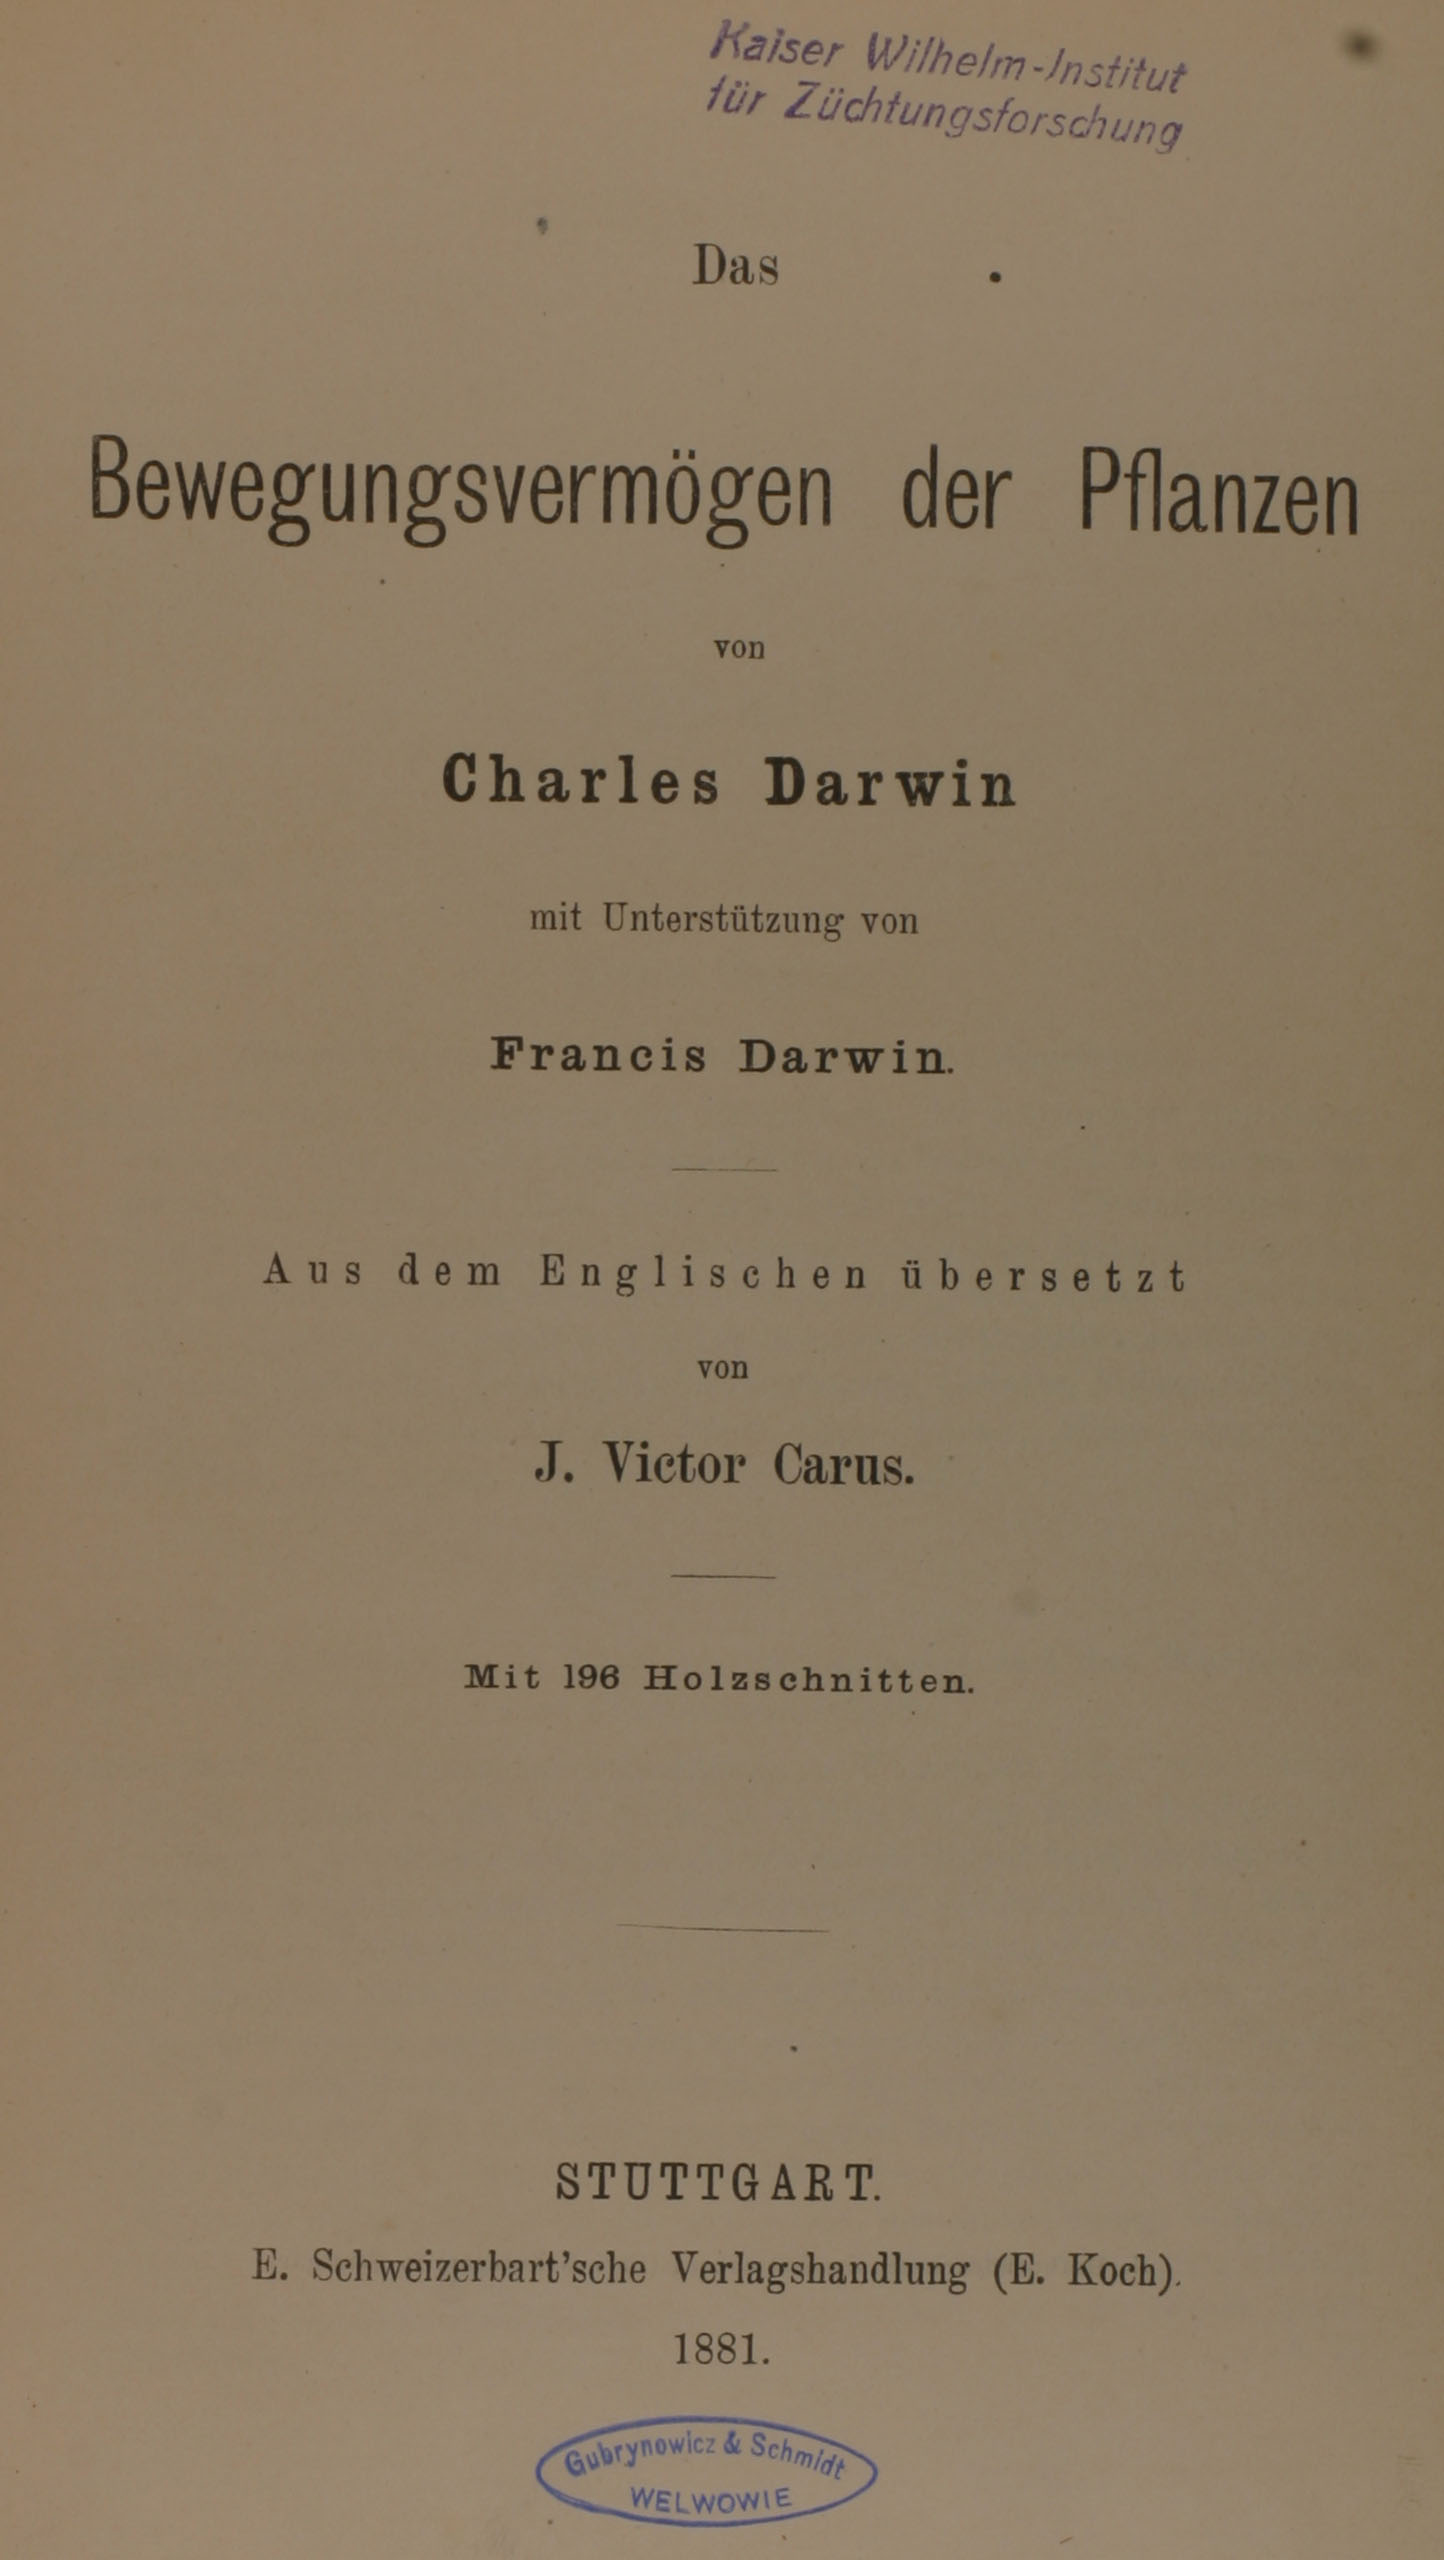 Kaiser Wilhelm-Institut
für Züchtungsforschung
Das
Bewegungsvermögen der Pflanzen
von
Charles Darwin
mit Unterstützung von
Francis Darwin.
Aus dem Englischen übersetzt
von
J. Victor Carus.
Mit 196 Holzschnitten.
STUTTGART.
E. Schweizerbart'sche Verlagshandlung (E. Koch).
1881.
Gubrynowicz & Schmidt
WELWOWIE